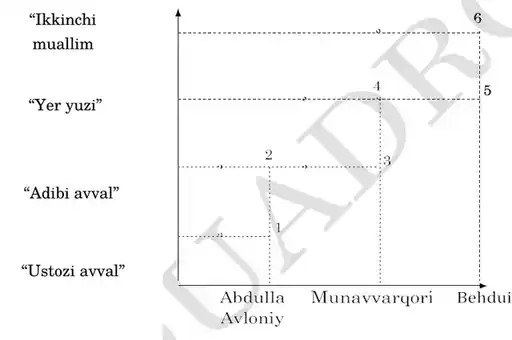 “Ikkinchi
muallim
“Yer yuzi”
“Adibi avval”
“Ustozi avval”
6
5
4
3
2
1
Abdulla
Avloniy
Munavvarqori
Behdui